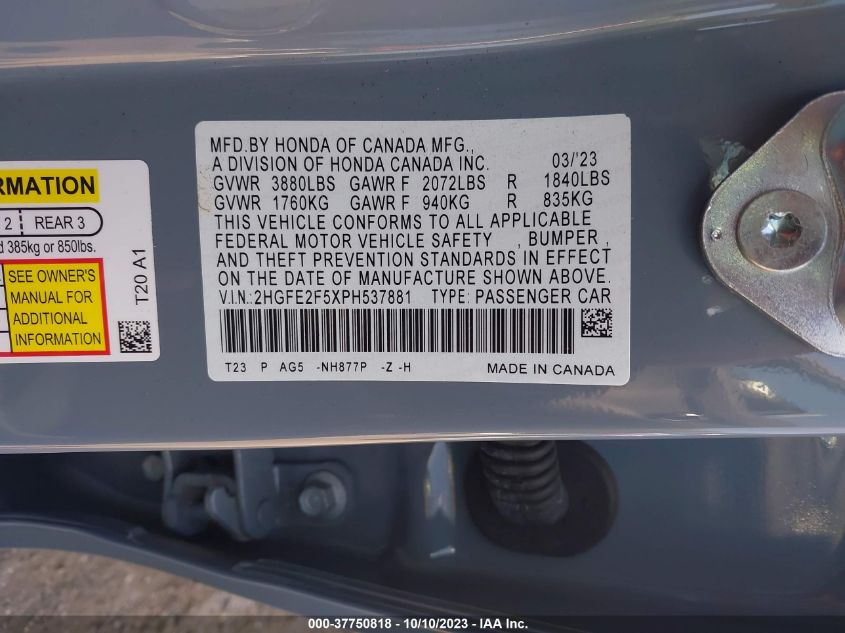 RMATION
2 REAR 3
d 385kg or 850lbs.
SEE OWNER'S
MANUAL FOR
ADDITIONAL
INFORMATION
T20 A1
MFD.BY HONDA OF CANADA MFG.,
A DIVISION OF HONDA CANADA INC. 03/'23
GVWR 3880LBS GAWR F 2072LBS R 1840LBS
GVWR 1760KG GAWR F 940KG R 835KG
THIS VEHICLE CONFORMS TO ALL APPLICABLE
FEDERAL MOTOR VEHICLE SAFETY , BUMPER ,
AND THEFT PREVENTION STANDARDS IN EFFECT
ON THE DATE OF MANUFACTURE SHOWN ABOVE.
V.I.N.:2HGFE2F5XPH537881 TYPE: PASSENGER CAR
T23 P AG5 -NH877P -Z -H MADE IN CANADA
000-37750818 - 10/10/2023 - IAA Inc.